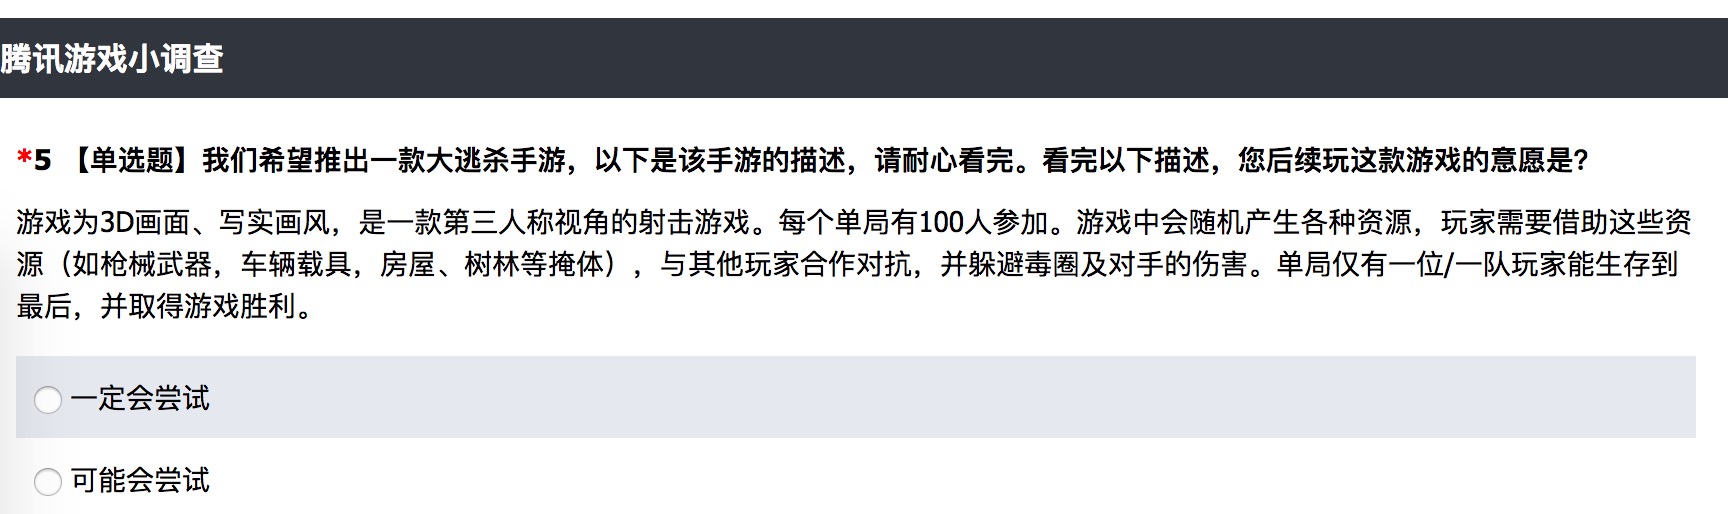 腾讯游戏小调查
*5 【单选题】我们希望推出一款大逃杀手游，以下是该手游的描述，请耐心看完。看完以下描述，您后续玩这款游戏的意愿是？
游戏为3D画面、写实画风，是一款第三人称视角的射击游戏。每个单局有100人参加。游戏中会随机产生各种资源，玩家需要借助这些资
源（如枪械武器，车辆载具，房屋、树林等掩体），与其他玩家合作对抗，并躲避毒圈及对手的伤害。单局仅有一位/一队玩家能生存到
最后，并取得游戏胜利。
一定会尝试
可能会尝试